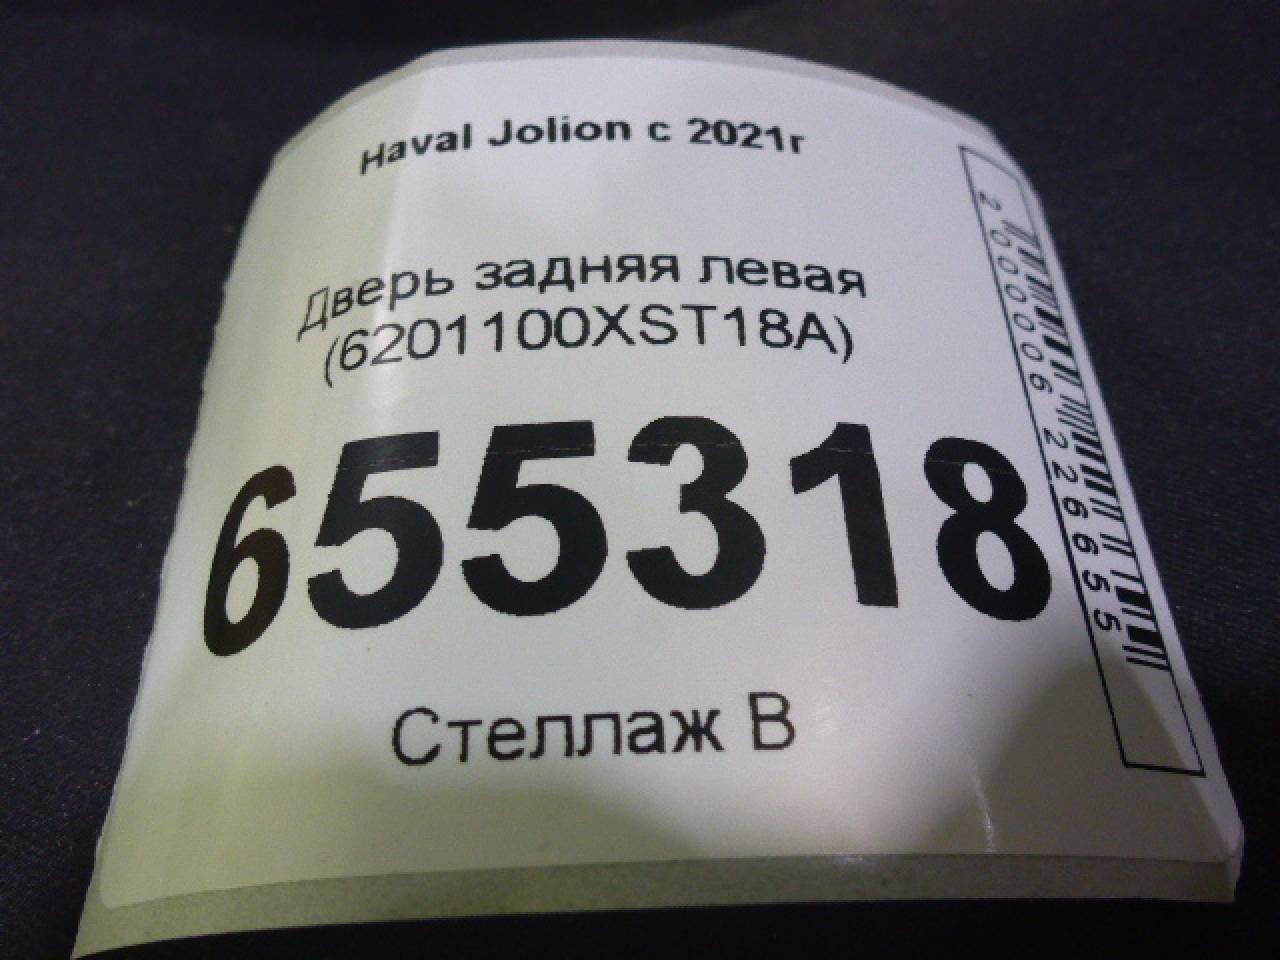 Haval Jolion с 2021г
Дверь задняя левая
(6201100XST18A)
655318
Стеллаж В
2000006226655